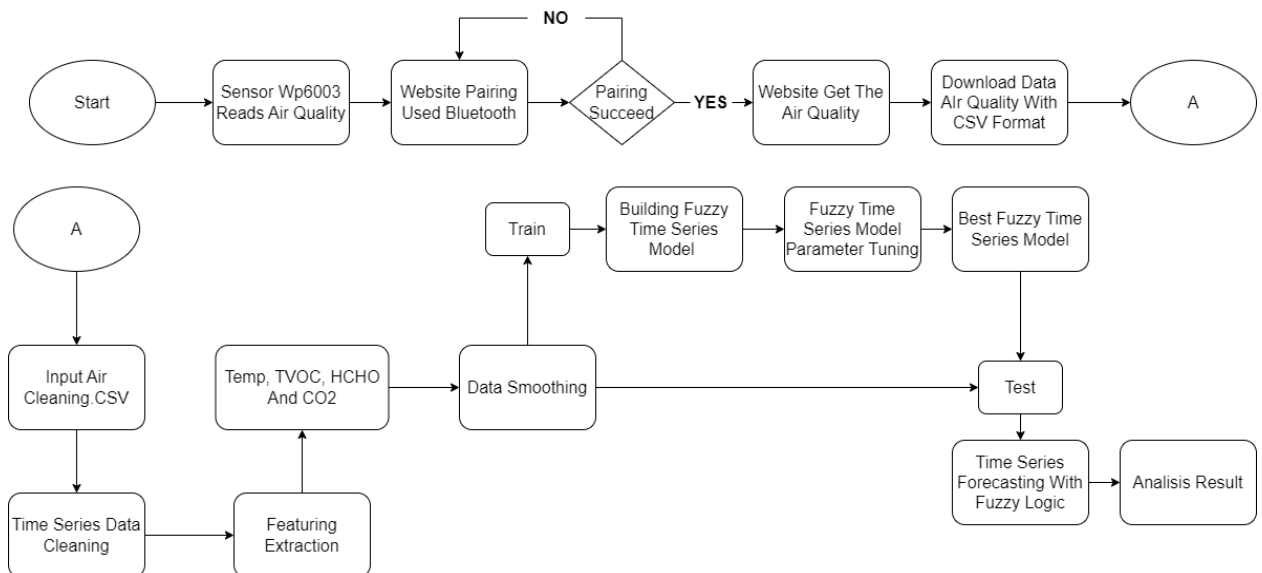 NO
Start
Sensor Wp6003
Reads Air Quality
Website Pairing
Used Bluetooth
Pairing
Succeed
YES
Website Get The
Air Quality
Download Data
AIr Quality With
CSV Format
A
A
Train
Building Fuzzy
Time Series
Model
Fuzzy Time
Series Model
Parameter Tuning
Best Fuzzy Time
Series Model
Input Air
Cleaning.CSV
Temp, TVOC, HCHO
And CO2
Data Smoothing
Test
Time Series Data
Cleaning
Featuring
Extraction
Time Series
Forecasting With
Fuzzy Logic
Analisis Result